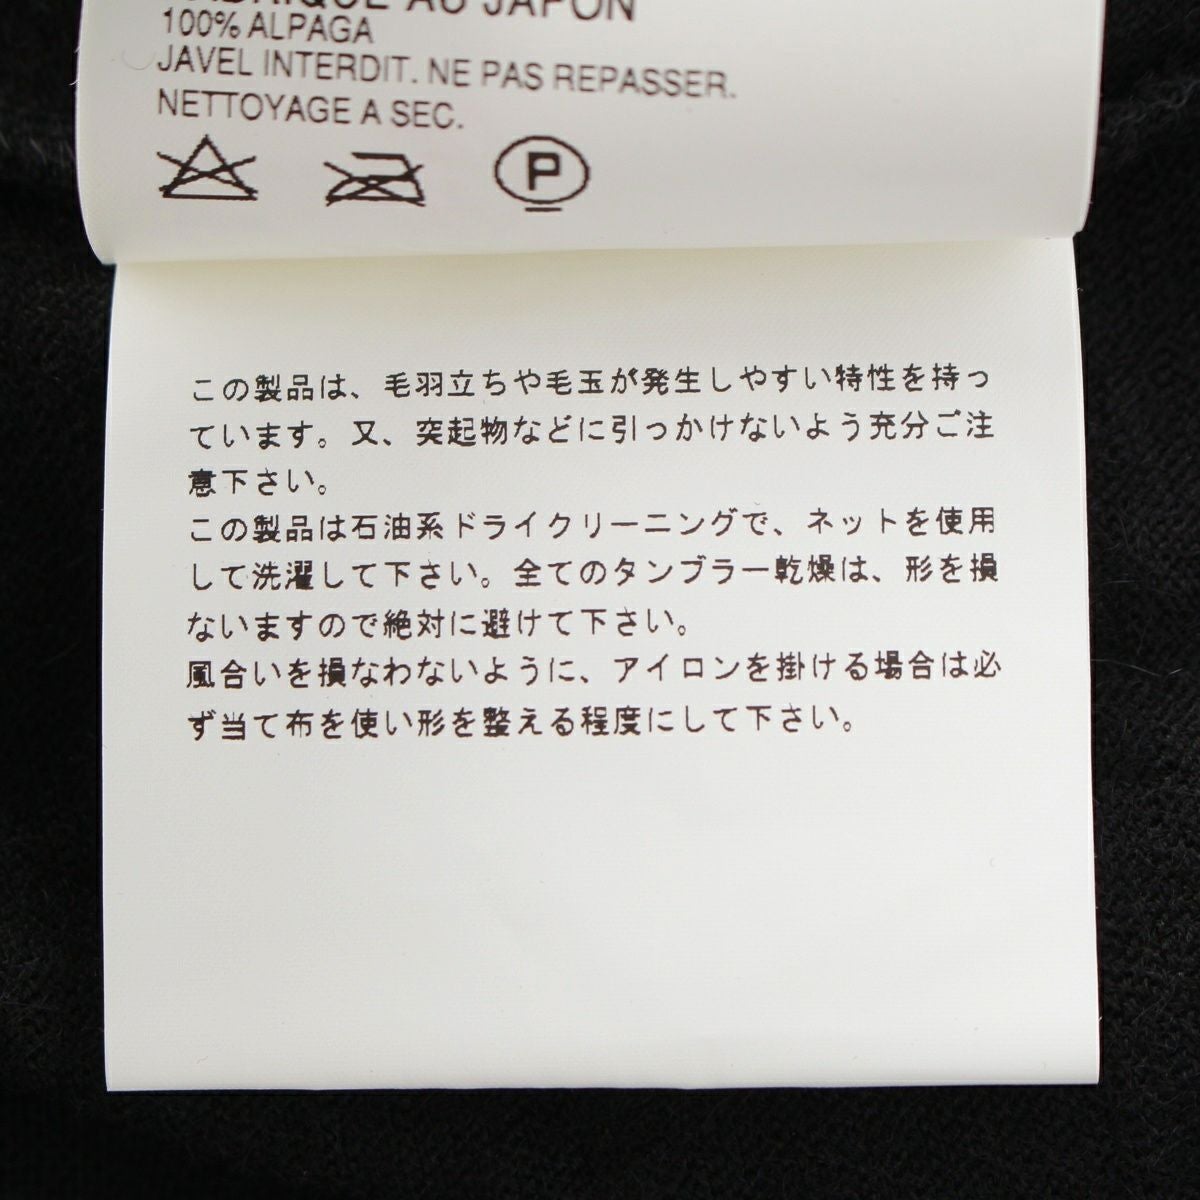 FABRIQUE AU JAPON
100% ALPAGA
JAVEL INTERDIT. NE PAS REPASSER.
NETTOYAGE A SEC.
P
この製品は、毛羽立ちや毛玉が発生しやすい特性を持っ
ています。又、突起物などに引っかけないよう充分ご注
意下さい。
この製品は石油系ドライクリーニングで、ネットを使用
して洗濯して下さい。全てのタンブラー乾燥は、形を損
ないますので絶対に避けて下さい。
風合いを損なわないように、アイロンを掛ける場合は必
ず当て布を使い形を整える程度にして下さい。